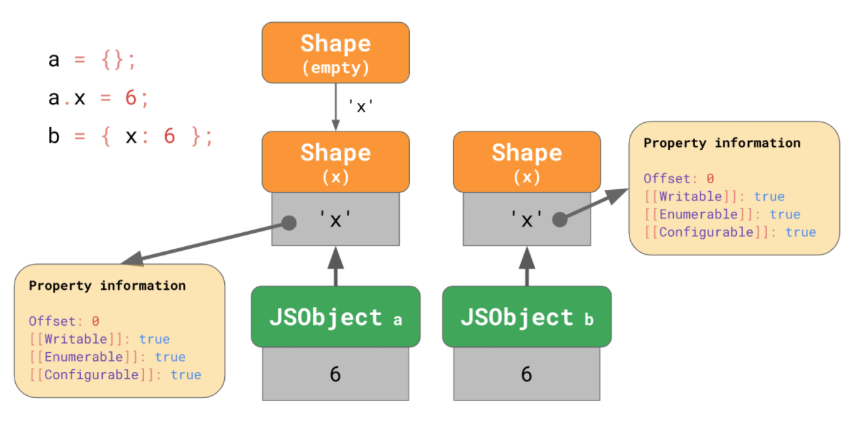 a = {};
a.x = 6;
b = { x: 6 };
Shape
(empty)
'x'
Shape
(x)
'x'
Shape
(x)
'x'
Property information
Offset: 0
[[Writable]]: true
[[Enumerable]]: true
[[Configurable]]: true
Property information
Offset: 0
[[Writable]]: true
[[Enumerable]]: true
[[Configurable]]: true
JSObject a
6
JSObject b
6